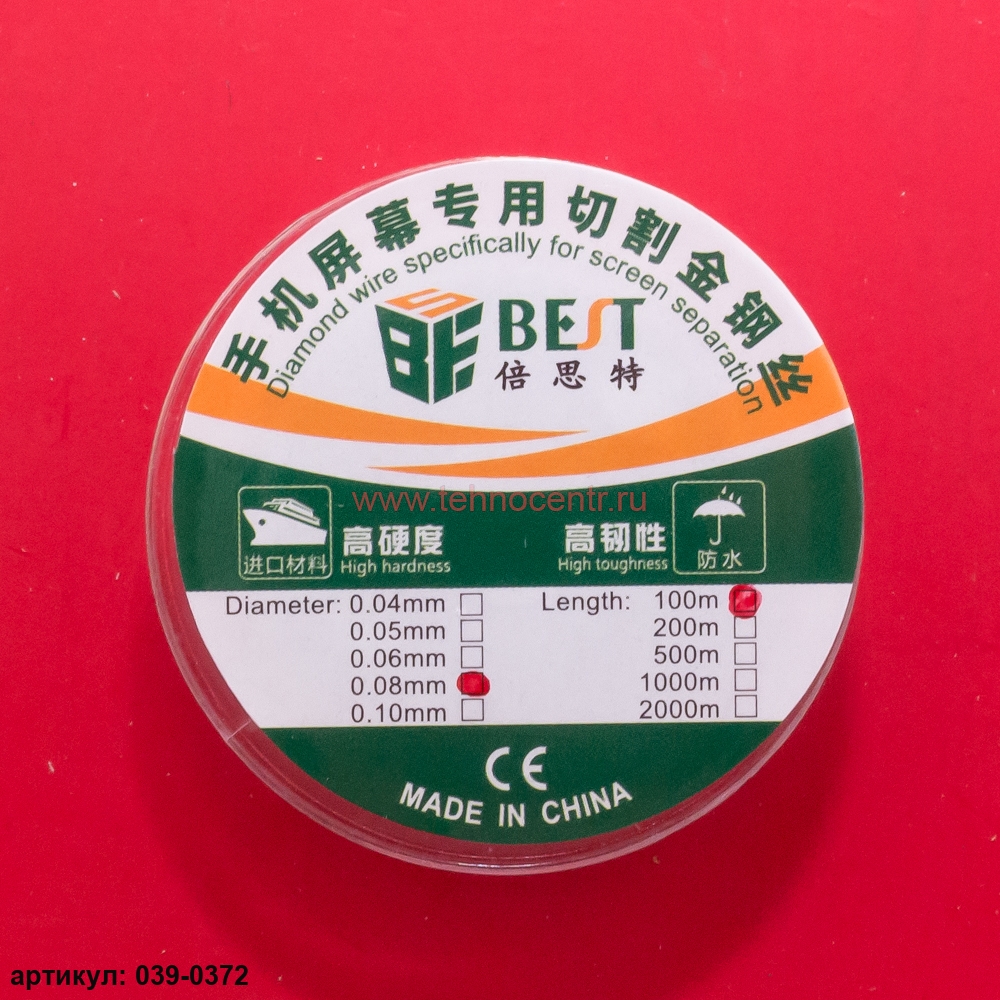 手机屏幕专用切割金钢丝
Diamond wire specifically for screen separation
BEST
倍思特
www.tehnocentr.ru
进口材料
高硬度
High hardness
高韧性
High toughness
防水
Diameter: 0.04mm
0.05mm
0.06mm
0.08mm
0.10mm
Length: 100m
200m
500m
1000m
2000m
CE
MADE IN CHINA
артикул: 039-0372